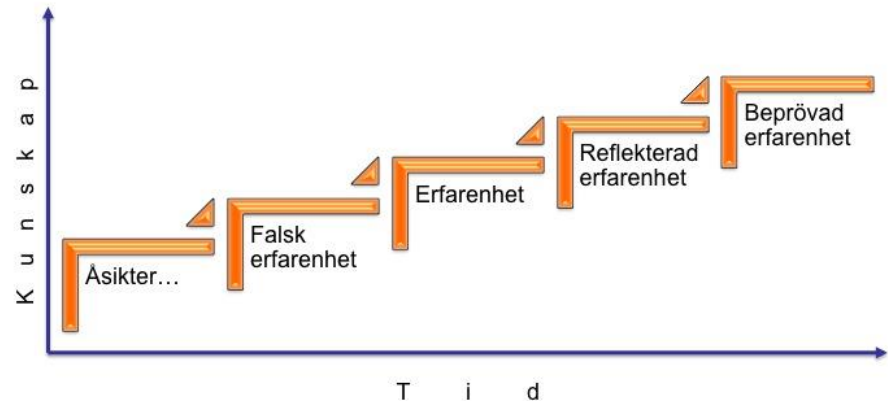 Kunskap
Åsikter…
Falsk
erfarenhet
Erfarenhet
Reflekterad
erfarenhet
Beprövad
erfarenhet
Tid